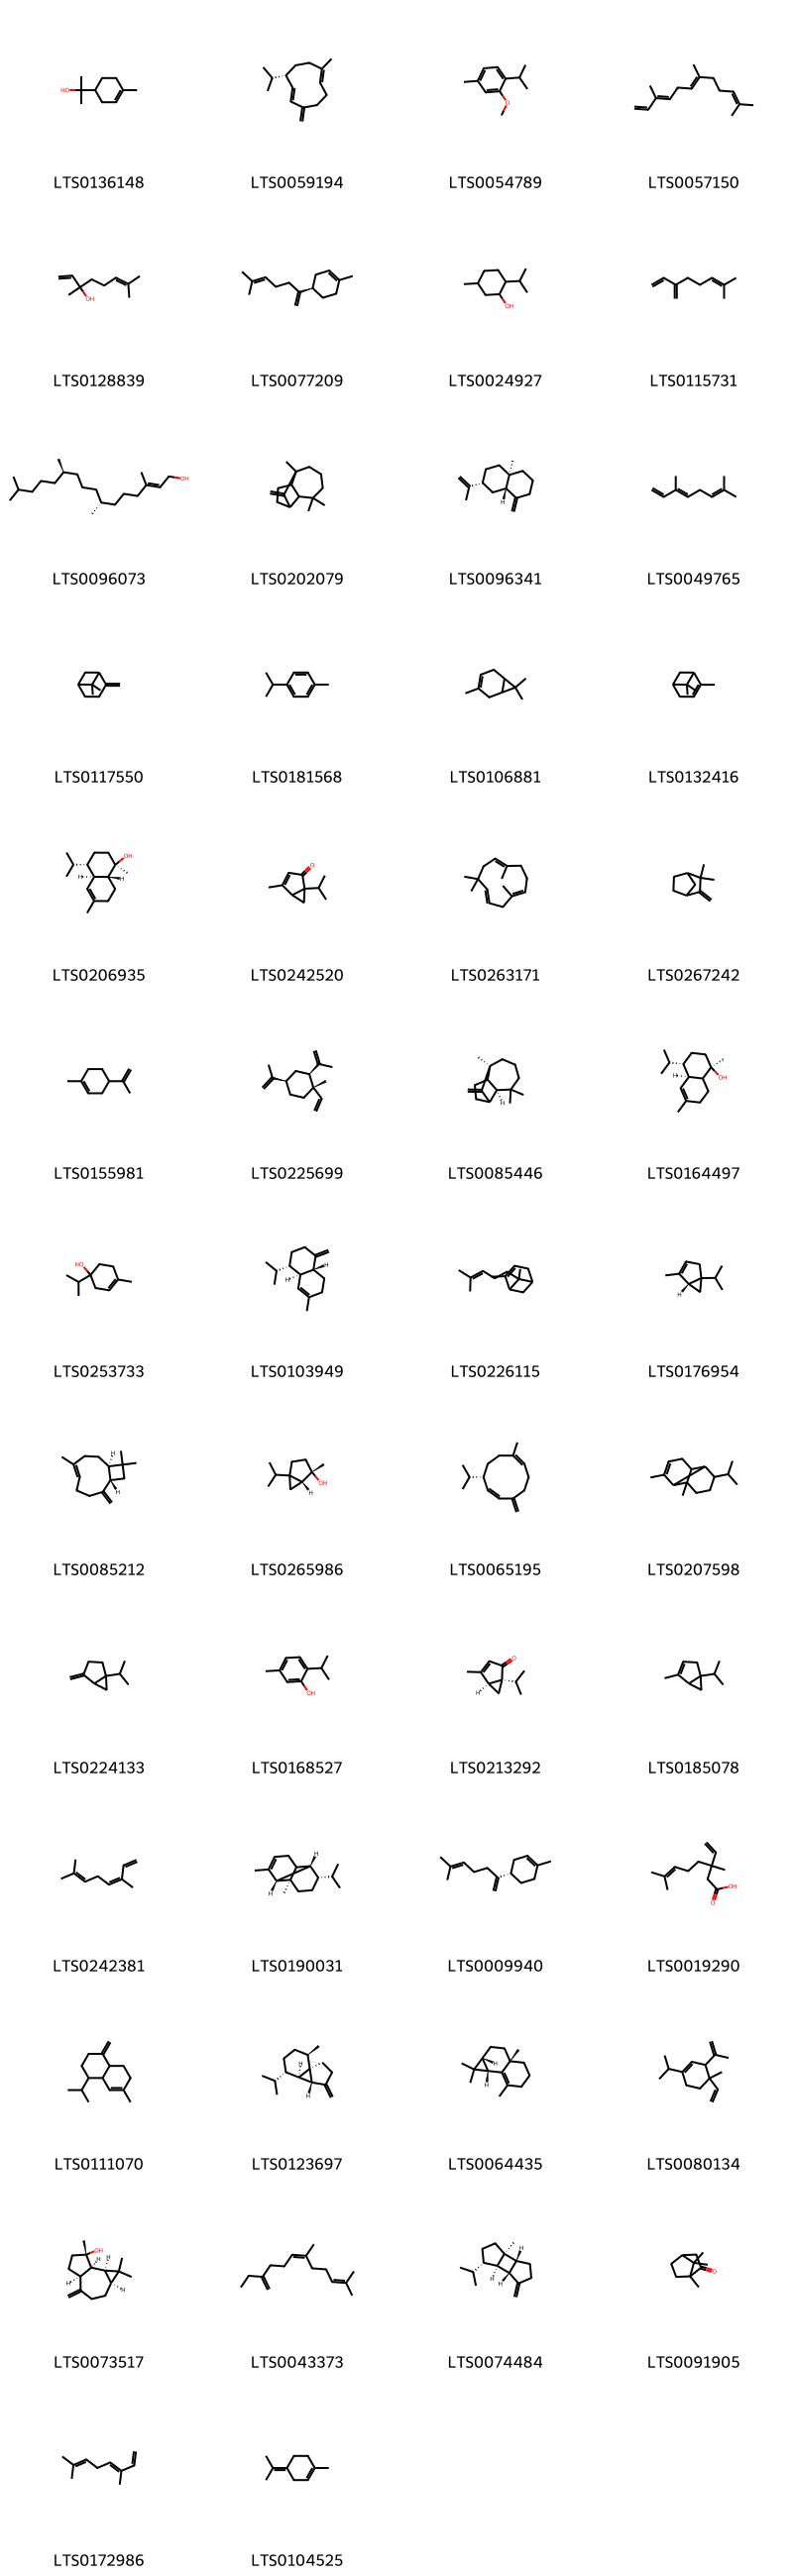 HO
LTS0136148 LTS0059194 LTS0054789 LTS0057150
OH OH
LTS0128839 LTS0077209 LTS0024927 LTS0115731
OH H
LTS0096073 LTS0202079 LTS0096341 LTS0049765
LTS0117550 LTS0181568 LTS0106881 LTS0132416
OH H H O
LTS0206935 LTS0242520 LTS0263171 LTS0267242
H H OH
LTS0155981 LTS0225699 LTS0085446 LTS0164497
HO H H H
LTS0253733 LTS0103949 LTS0226115 LTS0176954
H H OH H
LTS0085212 LTS0265986 LTS0065195 LTS0207598
OH O H
LTS0224133 LTS0168527 LTS0213292 LTS0185078
H H OH O
LTS0242381 LTS0190031 LTS0009940 LTS0019290
H H H H
LTS0111070 LTS0123697 LTS0064435 LTS0080134
OH H H H H H H H O
LTS0073517 LTS0043373 LTS0074484 LTS0091905
LTS0172986 LTS0104525